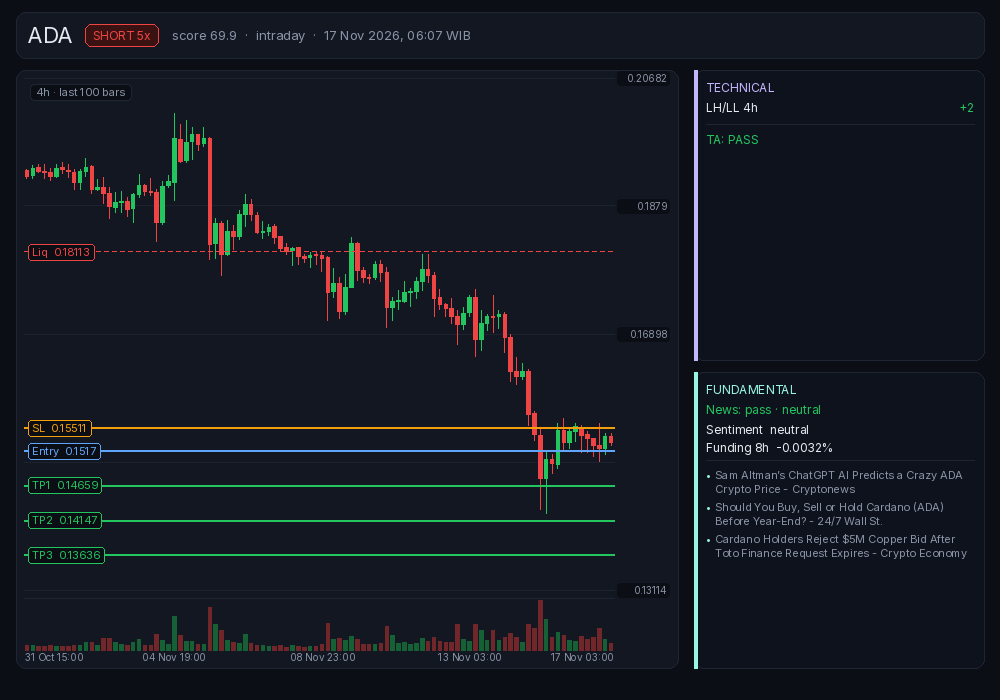 ADA SHORT 5x score 69.9 · intraday · 17 Nov 2026, 06:07 WIB
4h · last 100 bars
0.20682
0.1879
Liq 0.18113
0.16898
SL 0.15511
Entry 0.1517
TP1 0.14659
TP2 0.14147
TP3 0.13636
0.13114
31 Oct 15:00 04 Nov 19:00 08 Nov 23:00 13 Nov 03:00 17 Nov 03:00
TECHNICAL
LH/LL 4h +2
TA: PASS
FUNDAMENTAL
News: pass · neutral
Sentiment neutral
Funding 8h -0.0032%
• Sam Altman's ChatGPT AI Predicts a Crazy ADA
Crypto Price - Cryptonews
• Should You Buy, Sell or Hold Cardano (ADA)
Before Year-End? - 24/7 Wall St.
• Cardano Holders Reject $5M Copper Bid After
Toto Finance Request Expires - Crypto Economy